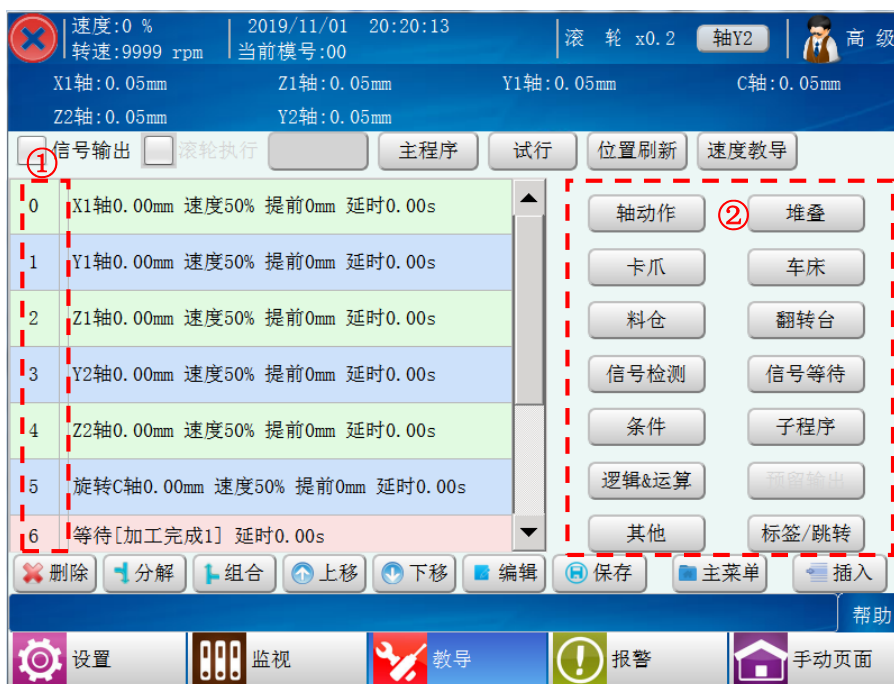 速度:0 % 2019/11/01 20:20:13 滚 轮 x0.2 轴Y2 高 级
转速:9999 rpm 当前模号:00
X1轴:0.05mm Z1轴:0.05mm Y1轴:0.05mm C轴:0.05mm
Z2轴:0.05mm Y2轴:0.05mm
信号输出 滚轮执行 主程序 试行 位置刷新 速度教导
①
0 X1轴0.00mm 速度50% 提前0mm 延时0.00s
1 Y1轴0.00mm 速度50% 提前0mm 延时0.00s
2 Z1轴0.00mm 速度50% 提前0mm 延时0.00s
3 Y2轴0.00mm 速度50% 提前0mm 延时0.00s
4 Z2轴0.00mm 速度50% 提前0mm 延时0.00s
5 旋转C轴0.00mm 速度50% 提前0mm 延时0.00s
6 等待[加工完成1] 延时0.00s
轴动作 ② 堆叠
卡爪 车床
料仓 翻转台
信号检测 信号等待
条件 子程序
逻辑&运算 预留输出
其他 标签/跳转
删除 分解 组合 上移 下移 编辑 保存 主菜单 插入
帮助
设置 监视 教导 报警 手动页面